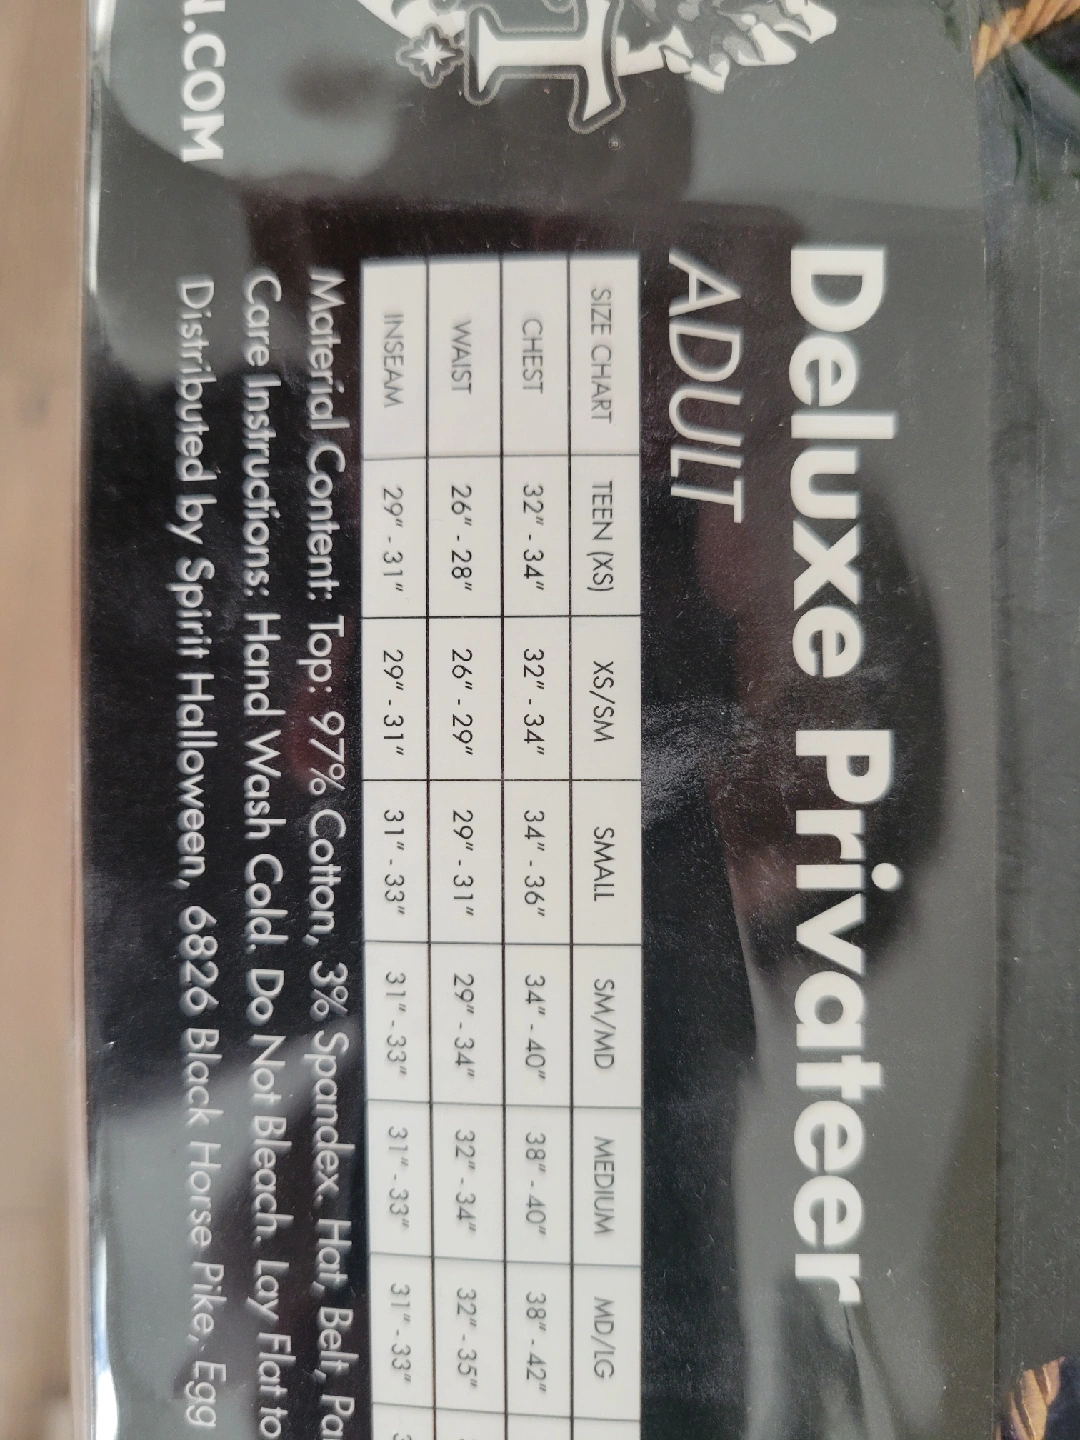 N.COM
Deluxe Privateer
ADULT
SIZE CHART TEEN (XS) XS/SM SMALL SM/MD MEDIUM MD/LG
CHEST 32" - 34" 32" - 34" 34" - 36" 34" - 40" 38" - 40" 38" - 42"
WAIST 26" - 28" 26" - 29" 29" - 31" 29" - 34" 32" - 34" 32" - 35"
INSEAM 29" - 31" 29" - 31" 31" - 33" 31" - 33" 31" - 33" 31" - 33" 3
Material Content: Top: 97% Cotton, 3% Spandex. Hat, Belt, Pa
Care Instructions: Hand Wash Cold. Do Not Bleach. Lay Flat to
Distributed by Spirit Halloween, 6826 Black Horse Pike, Egg